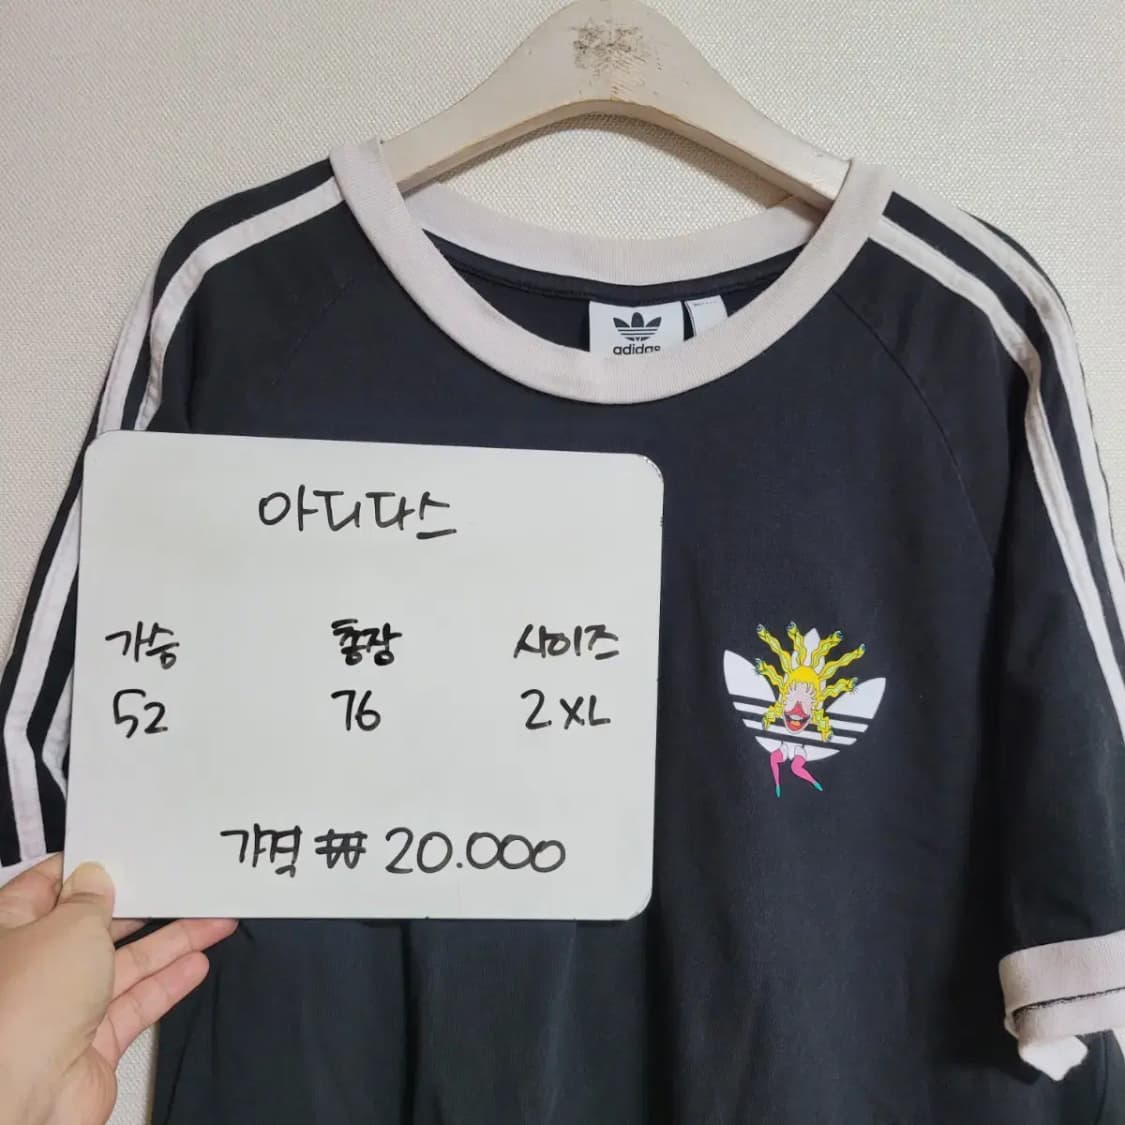 adidas
아디다스
가슴 총장 사이즈
52 76 2XL
가격 ₩ 20.000